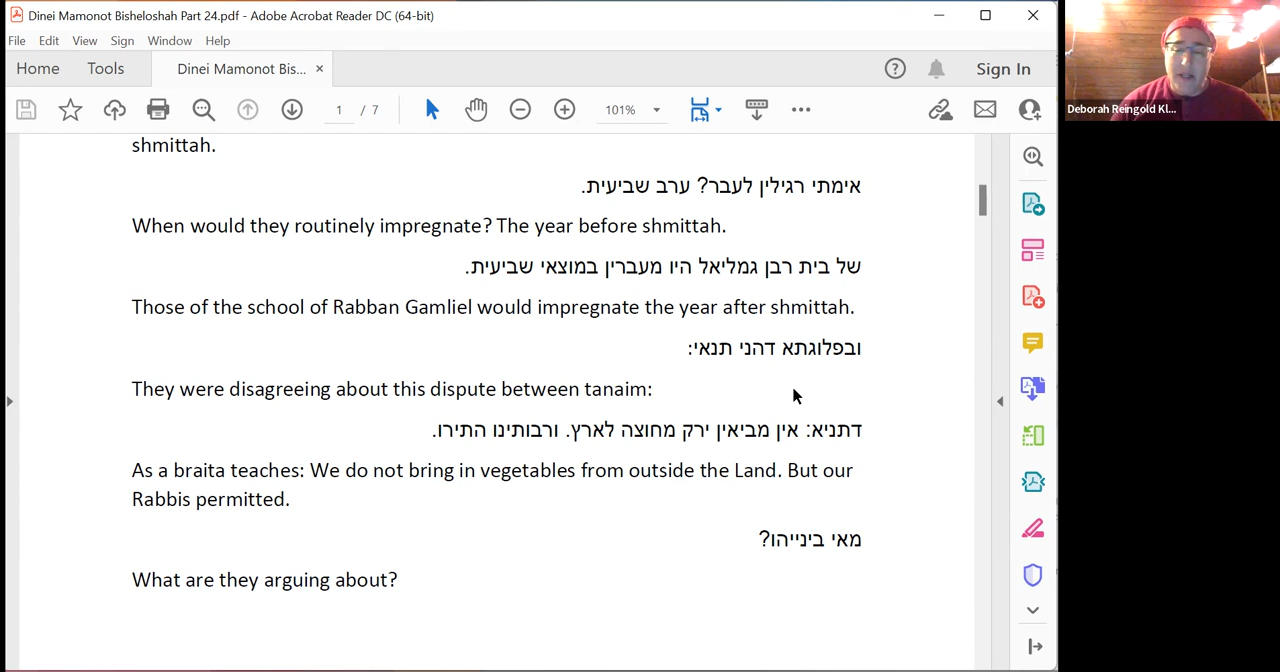 Dinei Mamonot Bisheloshah Part 24.pdf - Adobe Acrobat Reader DC (64-bit)
File Edit View Sign Window Help
Home Tools Dinei Mamonot Bis... × Sign In
1 / 7 101%
Deborah Reingold Kl...
shmittah.
אימתי רגילין לעבר? ערב שביעית.
When would they routinely impregnate? The year before shmittah.
של בית רבן גמליאל היו מעברין במוצאי שביעית.
Those of the school of Rabban Gamliel would impregnate the year after shmittah.
ובפלוגתא דהני תנאי:
They were disagreeing about this dispute between tanaim:
דתניא: אין מביאין ירק מחוצה לארץ. ורבותינו התירו.
As a braita teaches: We do not bring in vegetables from outside the Land. But our
Rabbis permitted.
מאי בינייהו?
What are they arguing about?